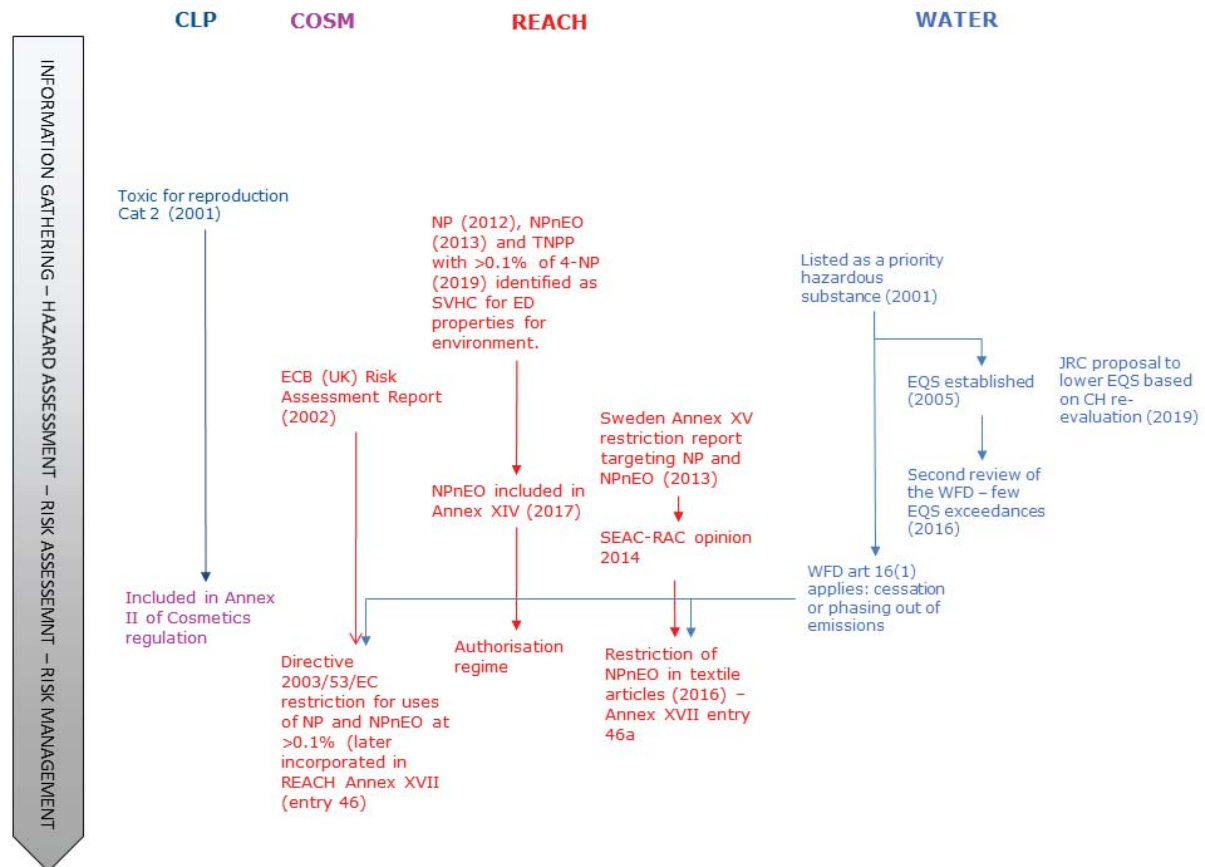 CLP
COSM
REACH
WATER
INFORMATION GATHERING – HAZARD ASSESSMENT – RISK ASSESSEMNT – RISK MANAGEMENT
Toxic for reproduction
Cat 2 (2001)
Included in Annex
II of Cosmetics
regulation
ECB (UK) Risk
Assessment Report
(2002)
Directive
2003/53/EC
restriction for uses
of NP and NPnEO at
>0.1% (later
incorporated in
REACH Annex XVII
(entry 46)
NP (2012), NPnEO
(2013) and TNPP
with >0.1% of 4-NP
(2019) identified as
SVHC for ED
properties for
environment.
NPnEO included in
Annex XIV (2017)
Authorisation
regime
Sweden Annex XV
restriction report
targeting NP and
NPnEO (2013)
SEAC-RAC opinion
2014
Restriction of
NPnEO in textile
articles (2016) –
Annex XVII entry
46a
Listed as a priority
hazardous
substance (2001)
EQS established
(2005)
JRC proposal to
lower EQS based
on CH re-
evaluation (2019)
Second review of
the WFD – few
EQS exceedances
(2016)
WFD art 16(1)
applies: cessation
or phasing out of
emissions